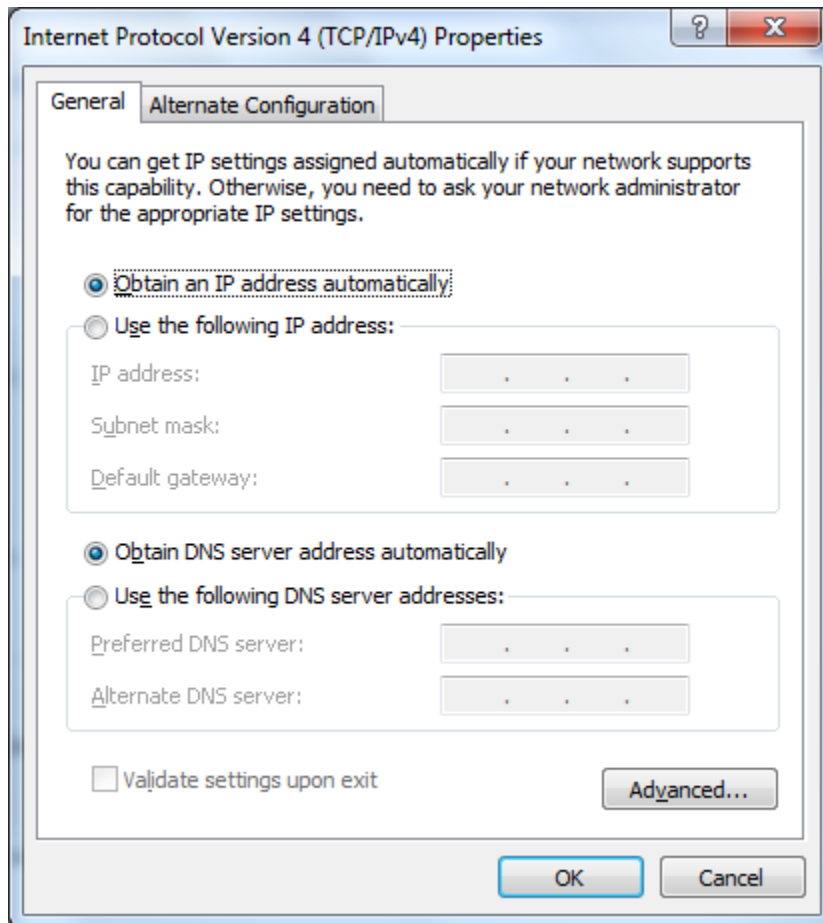 Internet Protocol Version 4 (TCP/IPv4) Properties
General
Alternate Configuration
You can get IP settings assigned automatically if your network supports
this capability. Otherwise, you need to ask your network administrator
for the appropriate IP settings.
Obtain an IP address automatically
Use the following IP address:
IP address:
Subnet mask:
Default gateway:
Obtain DNS server address automatically
Use the following DNS server addresses:
Preferred DNS server:
Alternate DNS server:
Validate settings upon exit
Advanced...
OK
Cancel